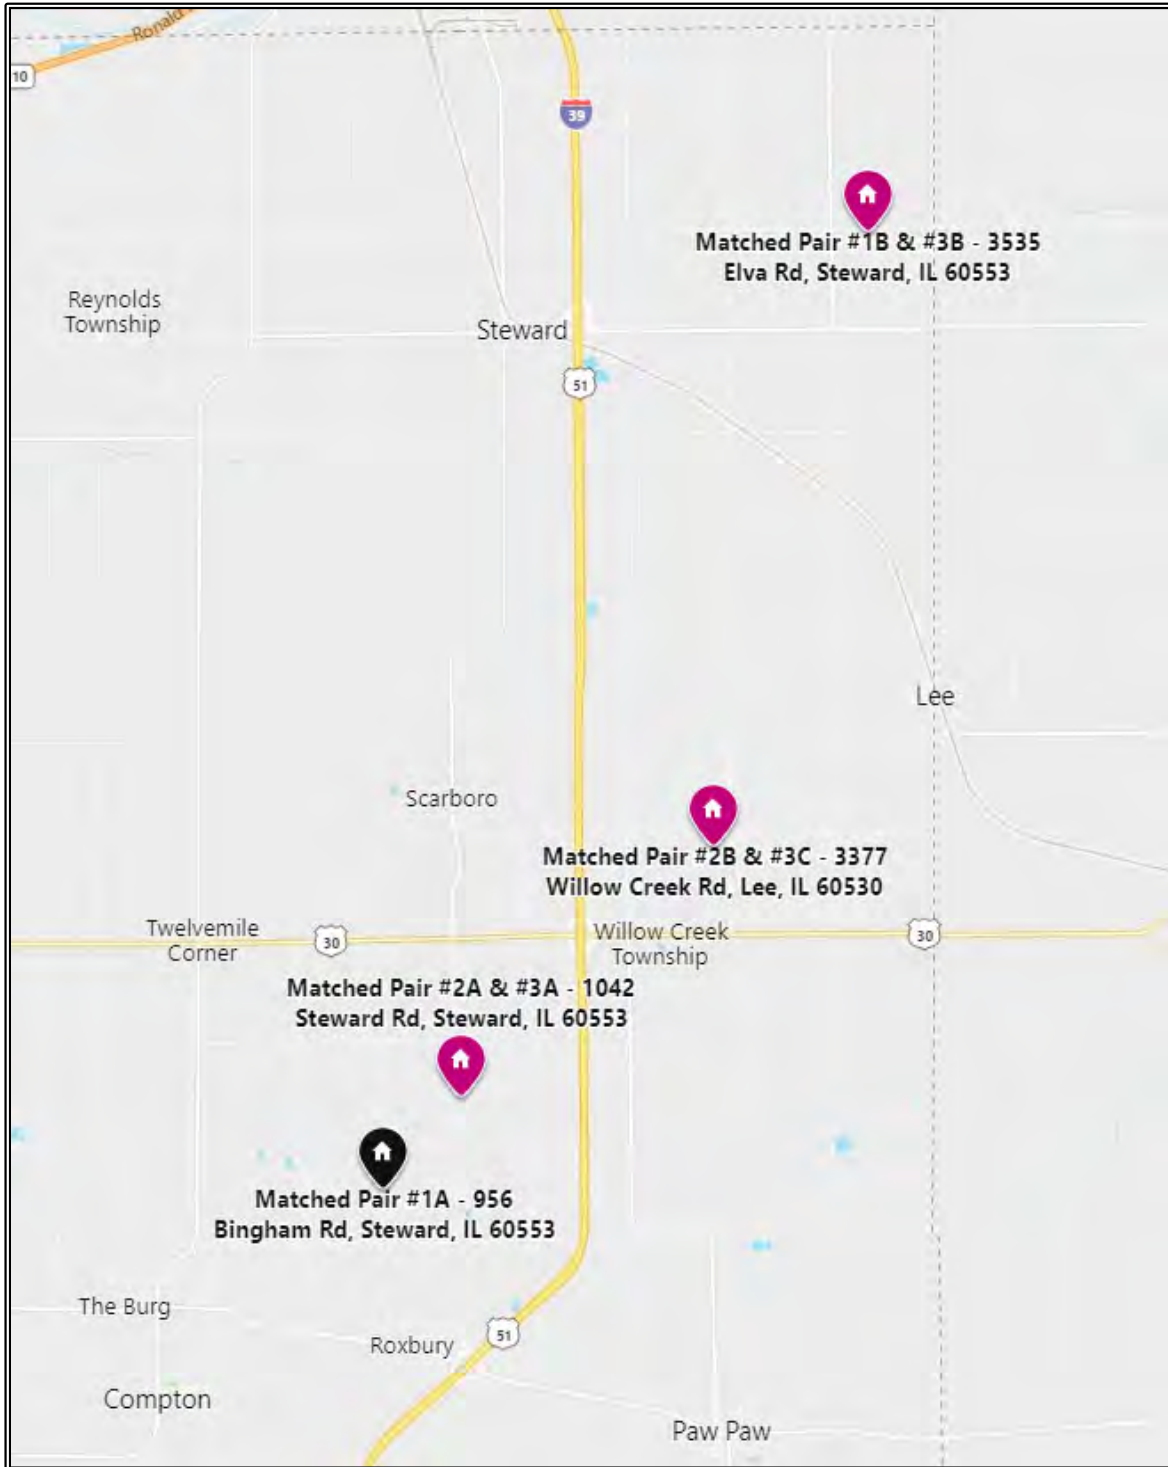 Ronald
10
39
Matched Pair #1B & #3B - 3535
Elva Rd, Steward, IL 60553
Reynolds
Township
Steward
51
Lee
Scarboro
Matched Pair #2B & #3C - 3377
Willow Creek Rd, Lee, IL 60530
Twelvemile
Corner
30
Willow Creek
Township
30
Matched Pair #2A & #3A - 1042
Steward Rd, Steward, IL 60553
Matched Pair #1A - 956
Bingham Rd, Steward, IL 60553
The Burg
Roxbury
51
Compton
Paw Paw